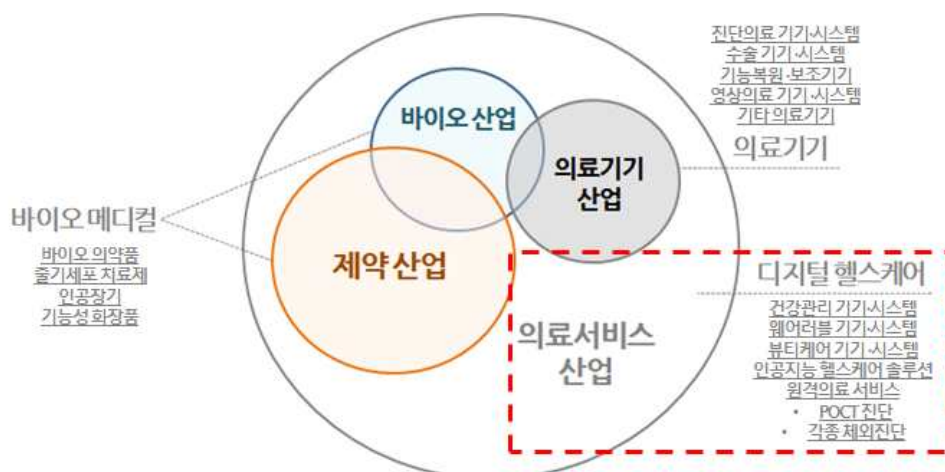 진단의료 기기·시스템
수술 기기·시스템
기능복원·보조기기
영상의료 기기·시스템
기타 의료기기
의료기기
바이오 산업
의료기기
산업
바이오 메디컬
바이오 의약품
줄기세포 치료제
인공장기
기능성 화장품
제약 산업
디지털 헬스케어
건강관리 기기·시스템
웨어러블 기기·시스템
뷰티케어 기기·시스템
인공지능 헬스케어 솔루션
원격의료 서비스
• POCT 진단
• 각종 체외진단
의료서비스
산업